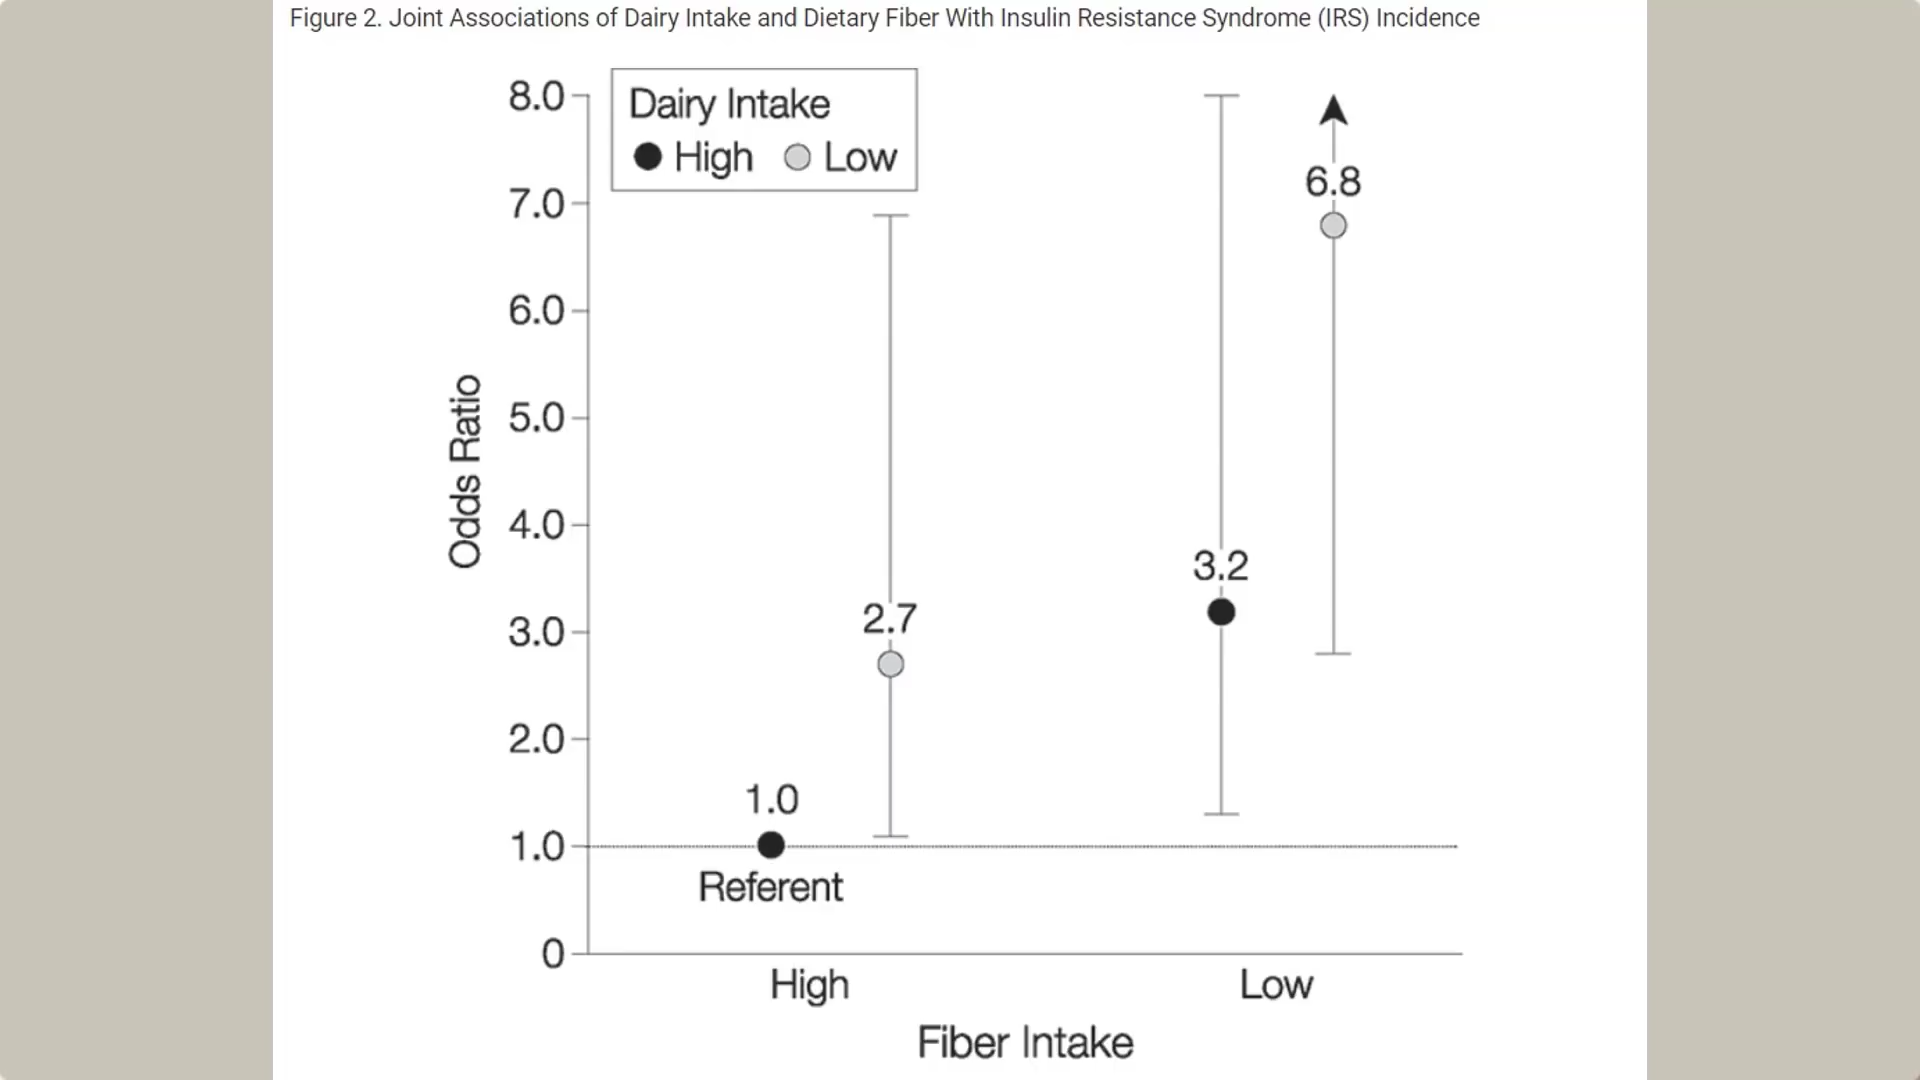 Figure 2. Joint Associations of Dairy Intake and Dietary Fiber With Insulin Resistance Syndrome (IRS) Incidence
Dairy Intake
High Low
8.0
7.0
6.0
5.0
4.0
3.0
2.0
1.0
0
Odds Ratio
1.0
Referent
2.7
3.2
6.8
High Low
Fiber Intake